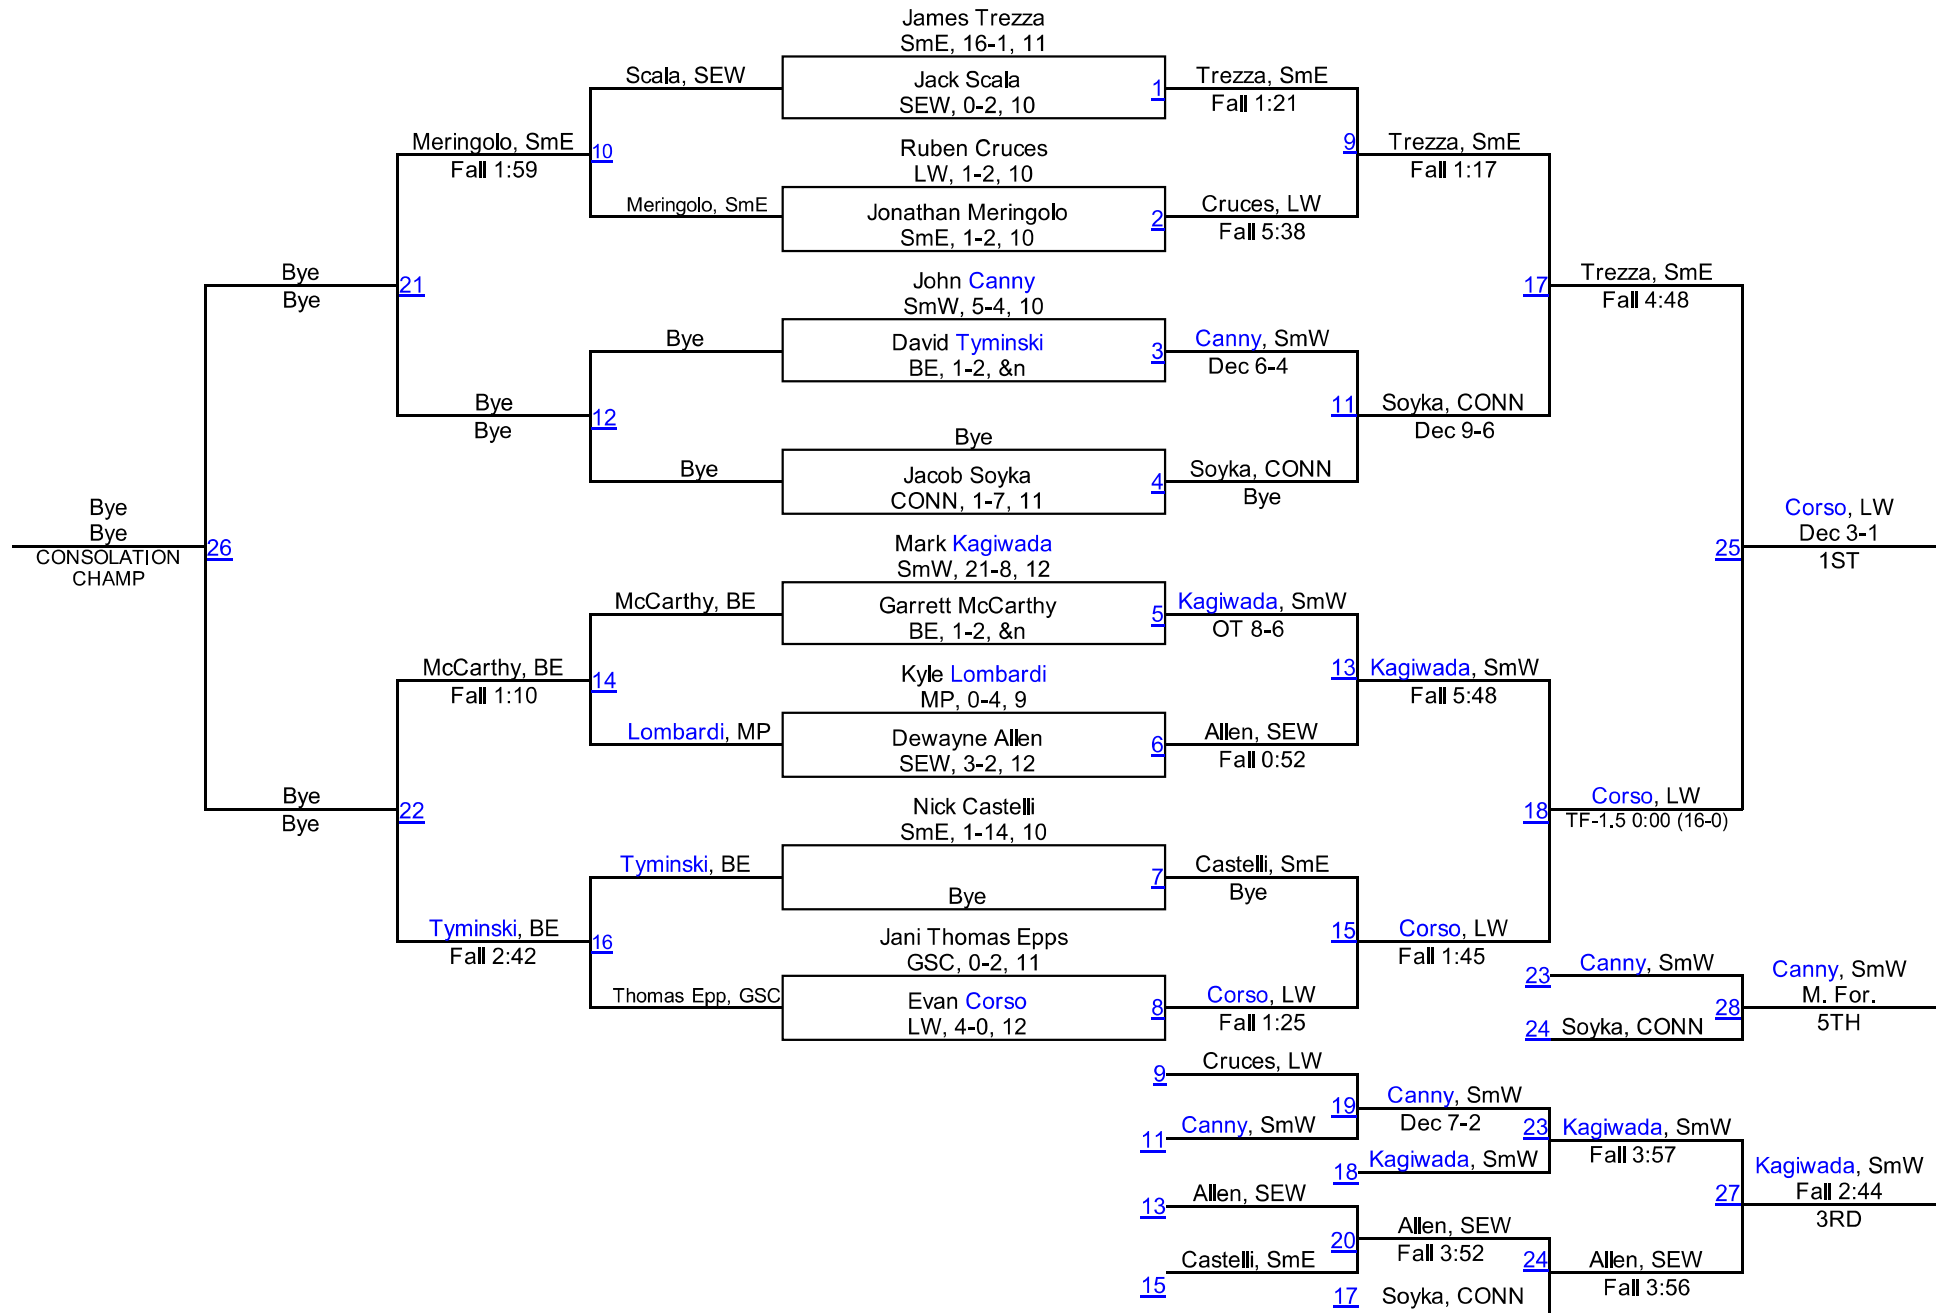 James Trezza
SmE, 16-1, 11
Scala, SEW
Jack Scala
SEW, 0-2, 10
1
Trezza, SmE
Fall 1:21
Meringolo, SmE
Fall 1:59
10
Ruben Cruces
LW, 1-2, 10
9
Trezza, SmE
Fall 1:17
Meringolo, SmE
Jonathan Meringolo
SmE, 1-2, 10
2
Cruces, LW
Fall 5:38
Bye
Bye
21
John Canny
SmW, 5-4, 10
17
Trezza, SmE
Fall 4:48
Bye
David Tyminski
BE, 1-2, &n
3
Canny, SmW
Dec 6-4
Bye
Bye
12
11
Soyka, CONN
Dec 9-6
Bye
Bye
Jacob Soyka
CONN, 1-7, 11
4
Soyka, CONN
Bye
Bye
Bye
CONSOLATION
CHAMP
26
Mark Kagiwada
SmW, 21-8, 12
25
Corso, LW
Dec 3-1
1ST
McCarthy, BE
Garrett McCarthy
BE, 1-2, &n
5
Kagiwada, SmW
OT 8-6
McCarthy, BE
Fall 1:10
14
Kyle Lombardi
MP, 0-4, 9
13
Kagiwada, SmW
Fall 5:48
Lombardi, MP
Dewayne Allen
SEW, 3-2, 12
6
Allen, SEW
Fall 0:52
Bye
Bye
22
Nick Castelli
SmE, 1-14, 10
18
Corso, LW
TF-1.5 0:00 (16-0)
Tyminski, BE
Bye
7
Castelli, SmE
Bye
Tyminski, BE
Fall 2:42
16
Jani Thomas Epps
GSC, 0-2, 11
15
Corso, LW
Fall 1:45
Thomas Epp, GSC
Evan Corso
LW, 4-0, 12
8
Corso, LW
Fall 1:25
23
Canny, SmW
24
Soyka, CONN
28
Canny, SmW
M. For.
5TH
9
Cruces, LW
11
Canny, SmW
19
Canny, SmW
Dec 7-2
18
Kagiwada, SmW
23
Kagiwada, SmW
Fall 3:57
13
Allen, SEW
15
Castelli, SmE
20
Allen, SEW
Fall 3:52
17
Soyka, CONN
24
Allen, SEW
Fall 3:56
27
Kagiwada, SmW
Fall 2:44
3RD